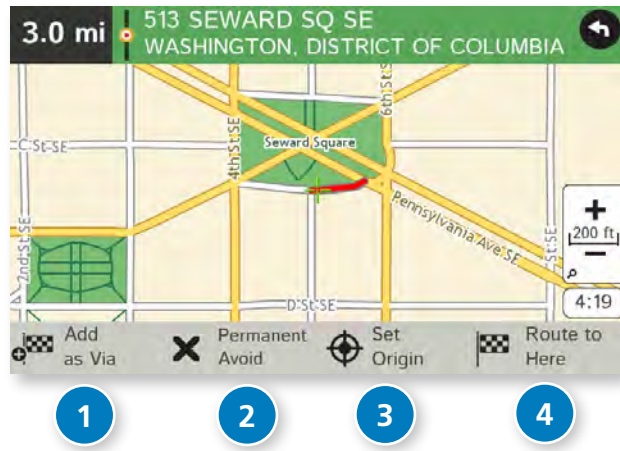 3.0 mi
513 SEWARD SQ SE
WASHINGTON, DISTRICT OF COLUMBIA
6th St S
4th St SE
Seward Square
C St SE
Pennsylvania Ave SE
2nd St SE
St SE
D St SE
+
200 ft
−
4:19
Add
as Via
Permanent
Avoid
Set
Origin
Route to
Here
1
2
3
4